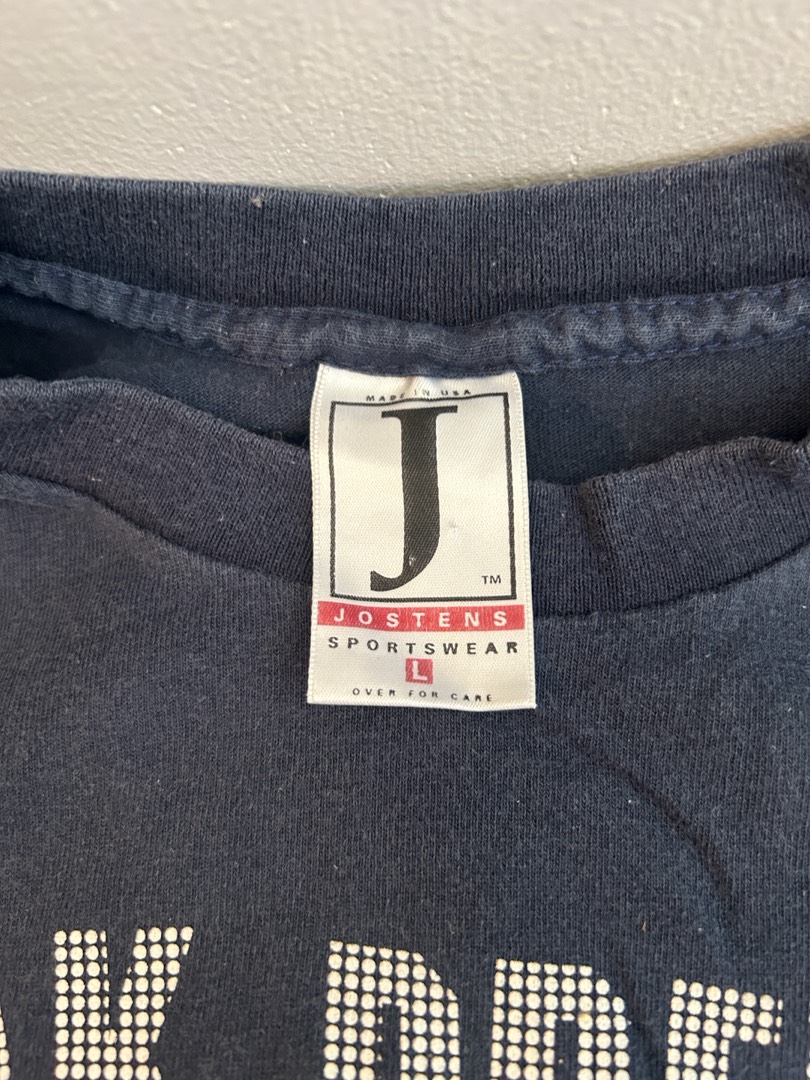 MADE IN USA
J
TM
JOSTENS
SPORTSWEAR
L
OVER FOR CARE